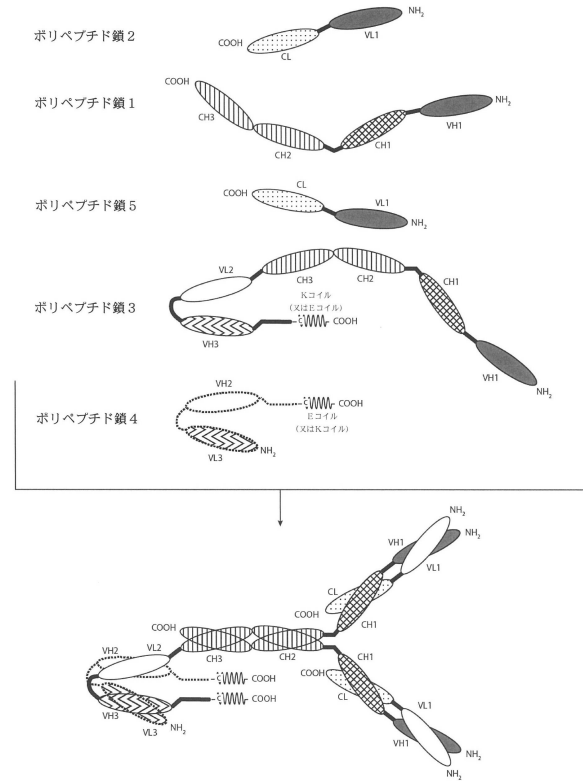 ポリペプチド鎖2
COOH
CL
VL1
NH2
ポリペプチド鎖1
COOH
CH3
CH2
CH1
VH1
NH2
ポリペプチド鎖5
COOH
CL
VL1
NH2
ポリペプチド鎖3
VL2
CH3
CH2
CH1
Kコイル
(又はEコイル)
C
COOH
VH3
VH1
NH2
ポリペプチド鎖4
VH2
C
COOH
Eコイル
(又はKコイル)
VL3
NH2
NH2
VH1
NH2
VL1
CL
COOH
CH1
COOH
VH2
VL2
CH3
CH2
CH1
COOH
C
COOH
CL
C
COOH
VH3
VL3
NH2
VL1
VH1
NH2
NH2